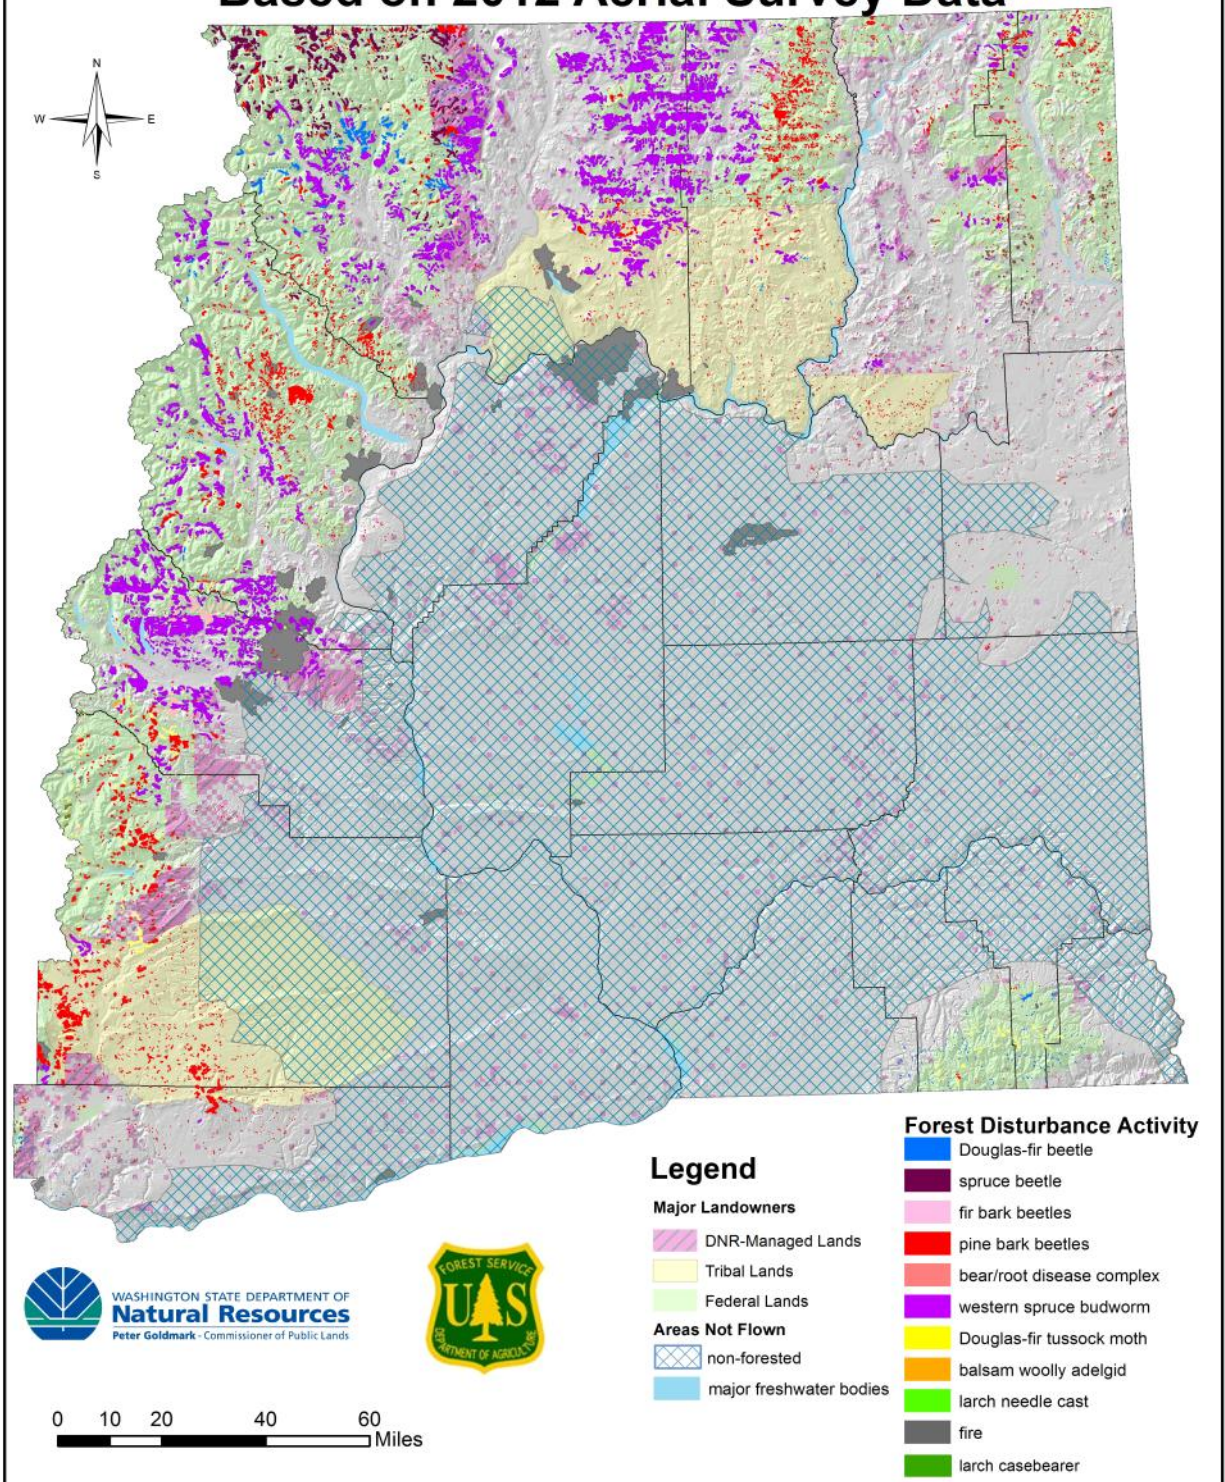 Based on 2012 Aerial Survey Data
N
W E
S
Legend
Major Landowners
DNR-Managed Lands
Tribal Lands
Federal Lands
Areas Not Flown
non-forested
major freshwater bodies
Forest Disturbance Activity
Douglas-fir beetle
spruce beetle
fir bark beetles
pine bark beetles
bear/root disease complex
western spruce budworm
Douglas-fir tussock moth
balsam woolly adelgid
larch needle cast
fire
larch casebearer
WASHINGTON STATE DEPARTMENT OF
Natural Resources
Peter Goldmark - Commissioner of Public Lands
FOREST SERVICE
U S
DEPARTMENT OF AGRICULTURE
0 10 20 40 60
Miles